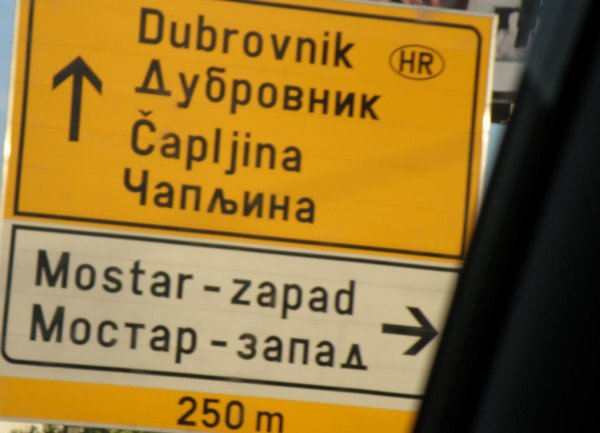 Dubrovnik HR
Дубровник
Čapljina
Чапљина
Mostar - zapad
Мостар - запад
250 m